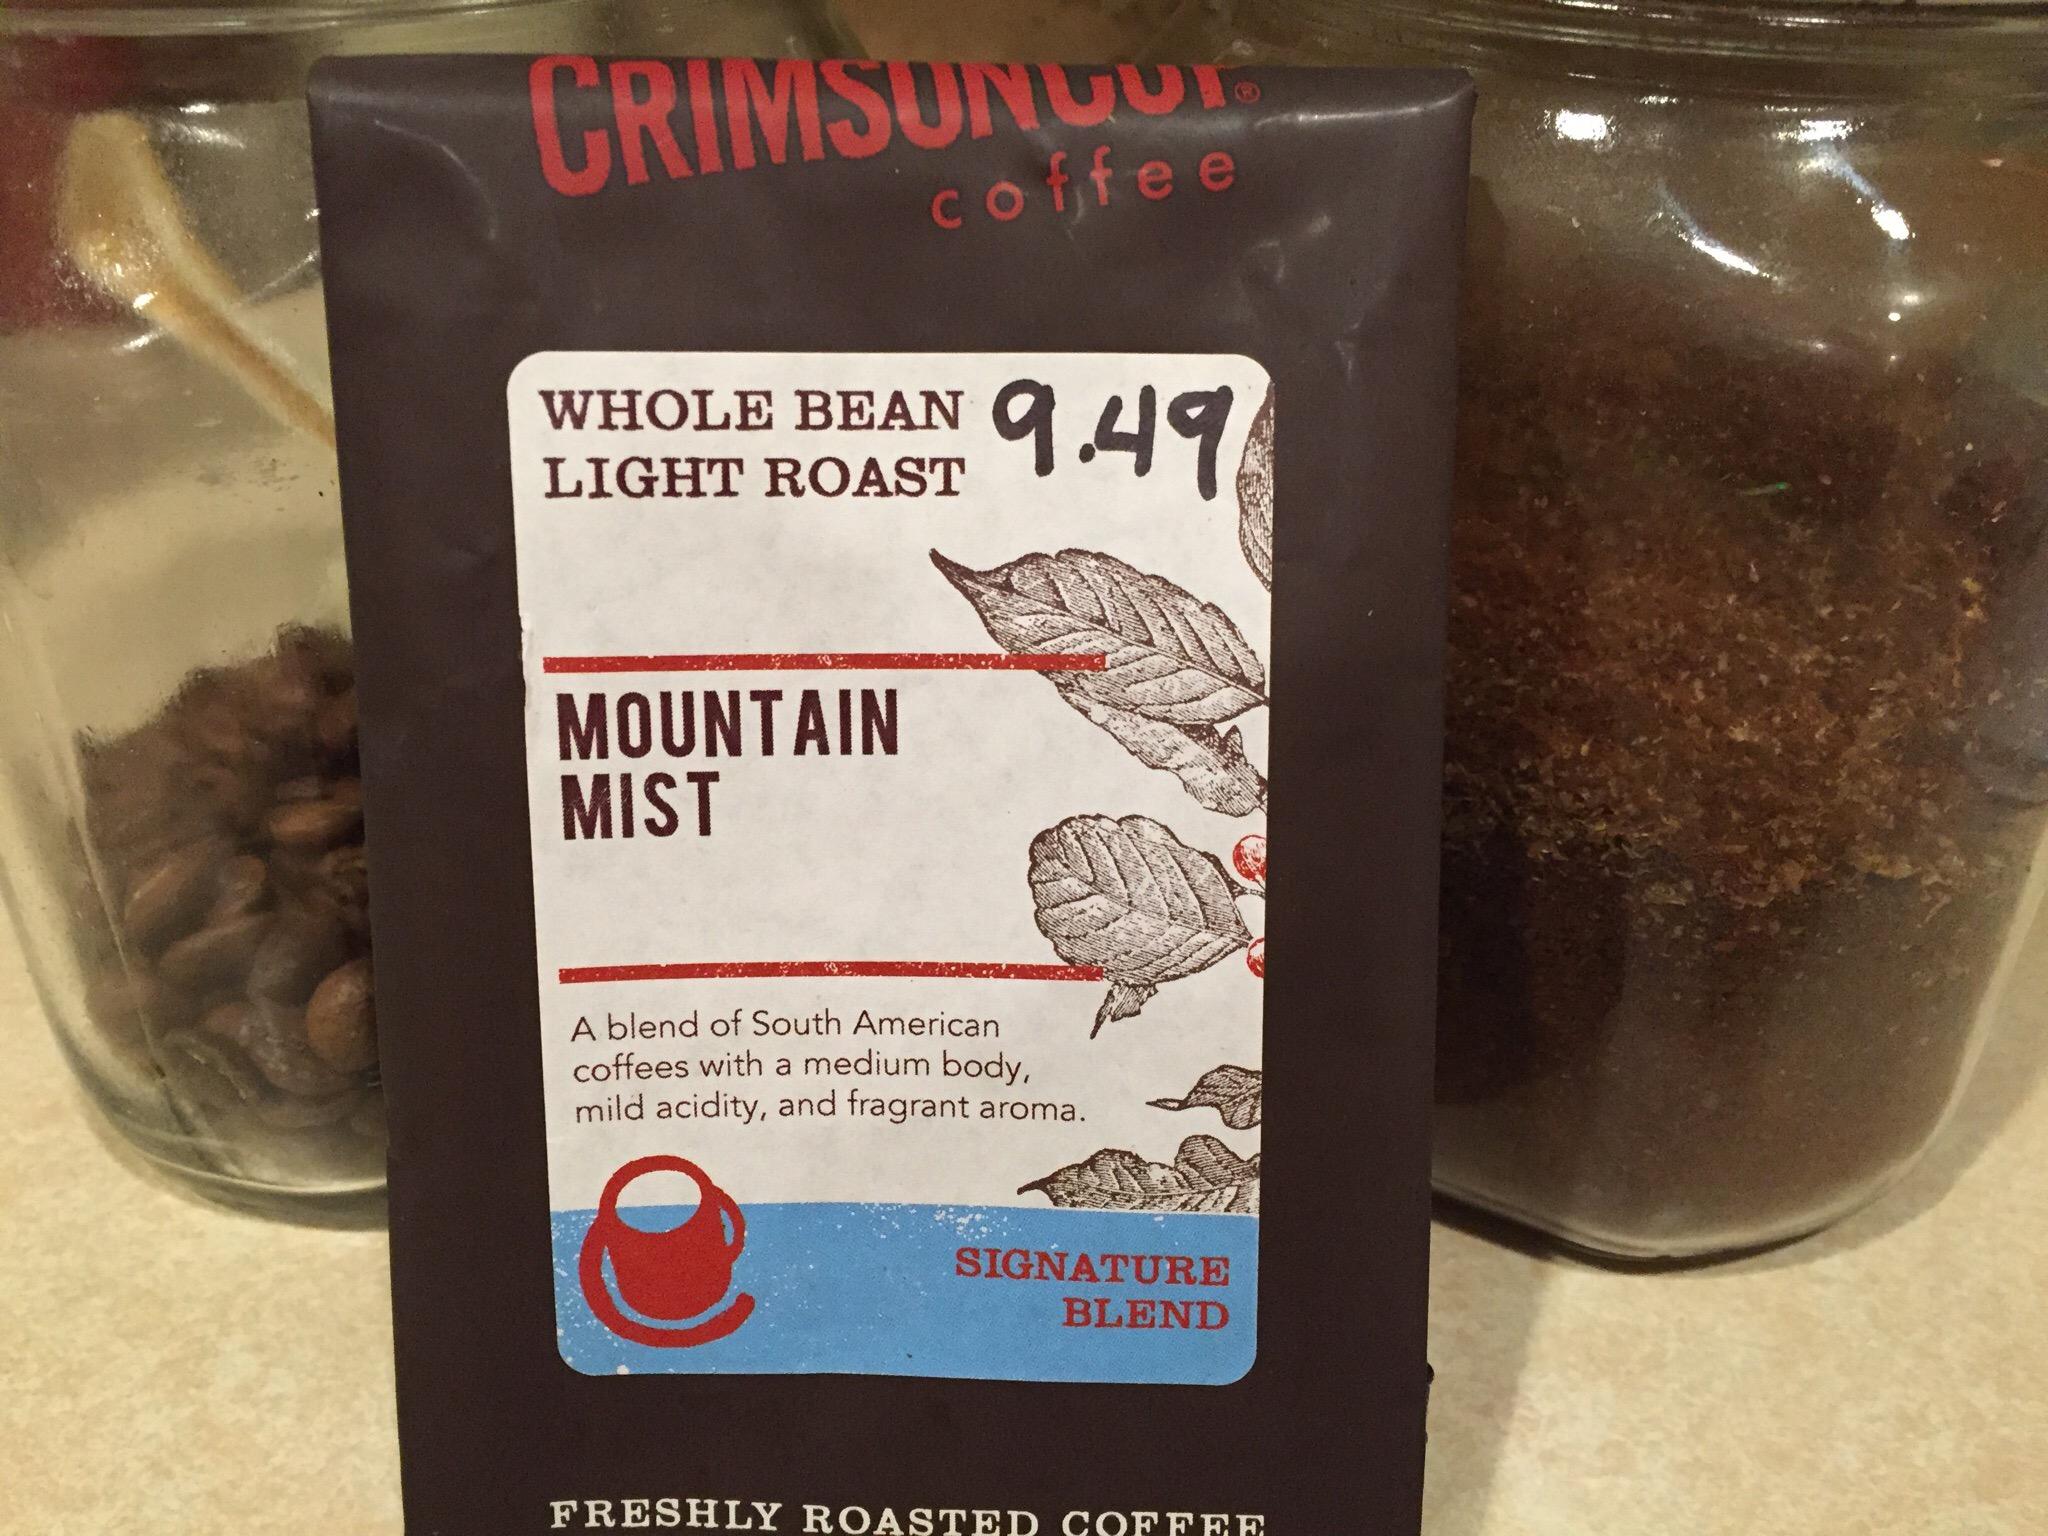 CRIMSONCUP®
coffee
WHOLE BEAN 9.49
LIGHT ROAST
MOUNTAIN
MIST
A blend of South American
coffees with a medium body,
mild acidity, and fragrant aroma.
SIGNATURE
BLEND
FRESHLY ROASTED COFFEE